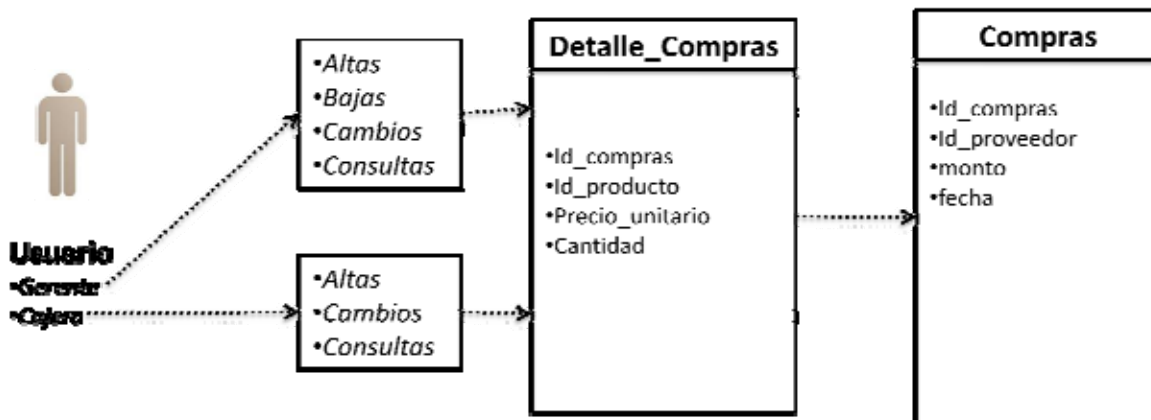 Usuario
•Gerente
•Cajera
•Altas
•Bajas
•Cambios
•Consultas
•Altas
•Cambios
•Consultas
Detalle_Compras
•Id_compras
•Id_producto
•Precio_unitario
•Cantidad
Compras
•Id_compras
•Id_proveedor
•monto
•fecha